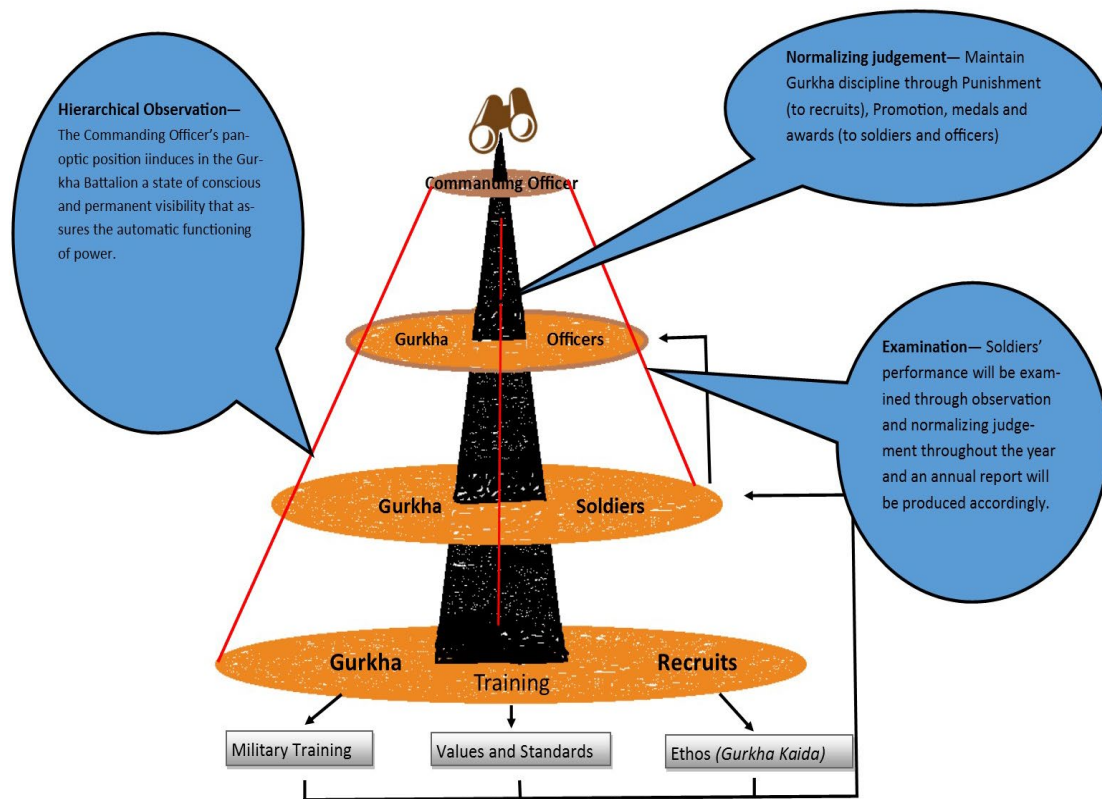 Hierarchical Observation—
The Commanding Officer's pan-
optic position iinduces in the Gur-
kha Battalion a state of conscious
and permanent visibility that as-
sures the automatic functioning
of power.
Normalizing judgement— Maintain
Gurkha discipline through Punishment
(to recruits), Promotion, medals and
awards (to soldiers and officers)
Commanding Officer
Gurkha Officers
Examination— Soldiers'
performance will be exam-
ined through observation
and normalizing judge-
ment throughout the year
and an annual report will
be produced accordingly.
Gurkha Soldiers
Gurkha Recruits
Training
Military Training
Values and Standards
Ethos (Gurkha Kaida)